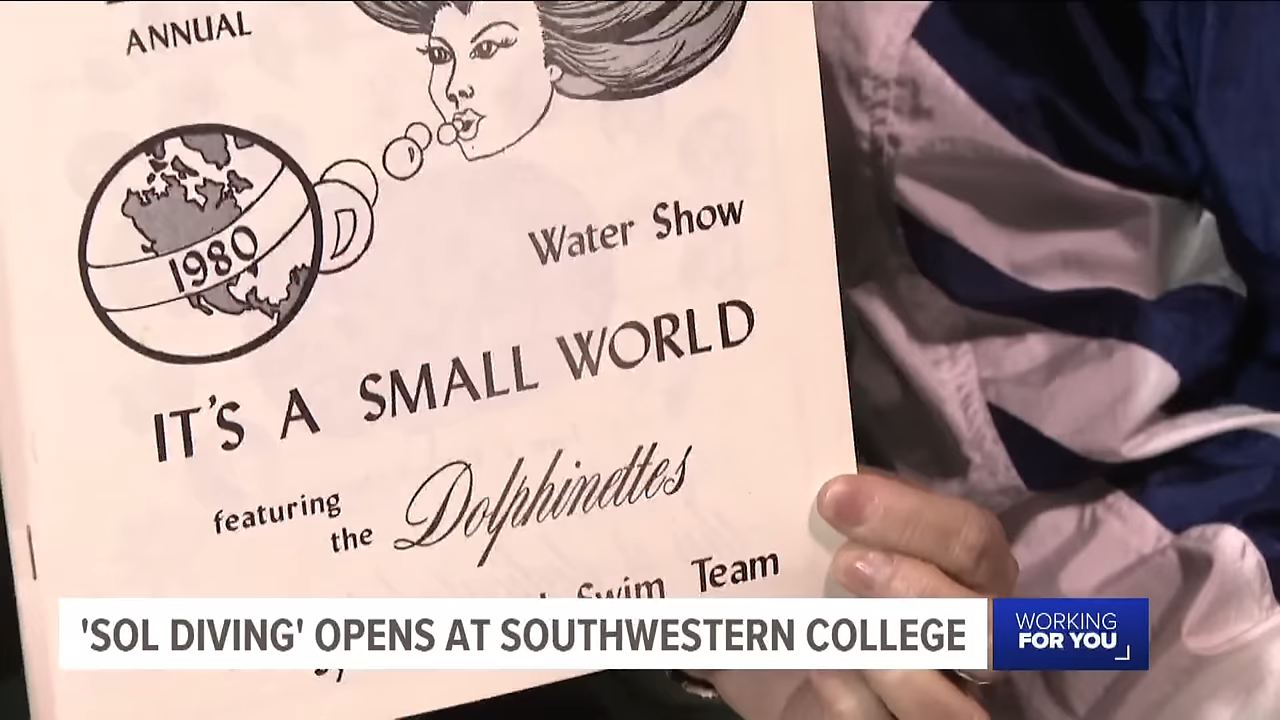 ANNUAL
1980
Water Show
IT'S A SMALL WORLD
featuring
the Dolphinettes
Swim Team
'SOL DIVING' OPENS AT SOUTHWESTERN COLLEGE
WORKING
FOR YOU